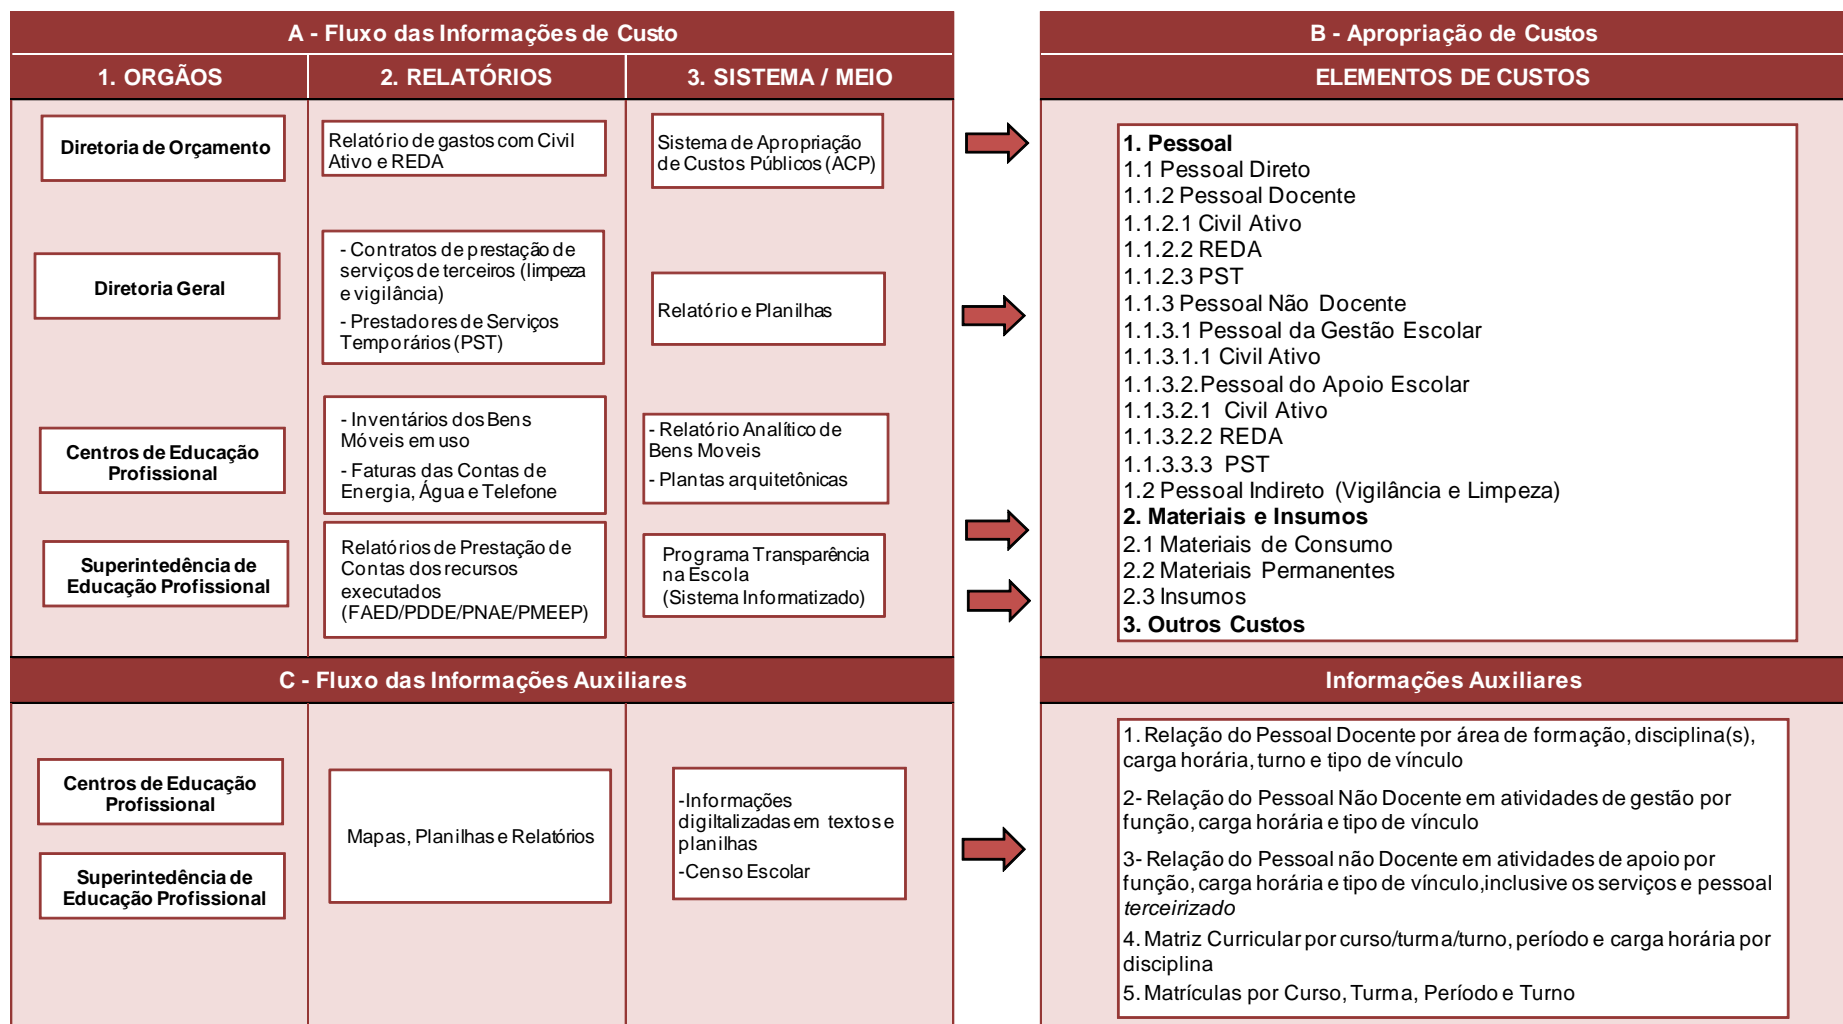 A - Fluxo das Informações de Custo
1. ORGÃOS
2. RELATÓRIOS
3. SISTEMA / MEIO
Diretoria de Orçamento
Relatório de gastos com Civil
Ativo e REDA
Sistema de Apropriação
de Custos Públicos (ACP)
Diretoria Geral
- Contratos de prestação de
serviços de terceiros (limpeza
e vigilância)
- Prestadores de Serviços
Temporários (PST)
Relatório e Planilhas
Centros de Educação
Profissional
- Inventários dos Bens
Móveis em uso
- Faturas das Contas de
Energia, Água e Telefone
- Relatório Analítico de
Bens Moveis
- Plantas arquitetônicas
Superintedência de
Educação Profissional
Relatórios de Prestação de
Contas dos recursos
executados
(FAED/PDDE/PNAE/PMEEP)
Programa Transparência
na Escola
(Sistema Informatizado)
B - Apropriação de Custos
ELEMENTOS DE CUSTOS
1. Pessoal
1.1 Pessoal Direto
1.1.2 Pessoal Docente
1.1.2.1 Civil Ativo
1.1.2.2 REDA
1.1.2.3 PST
1.1.3 Pessoal Não Docente
1.1.3.1 Pessoal da Gestão Escolar
1.1.3.1.1 Civil Ativo
1.1.3.2.Pessoal do Apoio Escolar
1.1.3.2.1 Civil Ativo
1.1.3.2.2 REDA
1.1.3.3.3 PST
1.2 Pessoal Indireto (Vigilância e Limpeza)
2. Materiais e Insumos
2.1 Materiais de Consumo
2.2 Materiais Permanentes
2.3 Insumos
3. Outros Custos
C - Fluxo das Informações Auxiliares
Centros de Educação
Profissional
Superintedência de
Educação Profissional
Mapas, Planilhas e Relatórios
-Informações
digiltalizadas em textos e
planilhas
-Censo Escolar
Informações Auxiliares
1. Relação do Pessoal Docente por área de formação, disciplina(s),
carga horária, turno e tipo de vínculo
2- Relação do Pessoal Não Docente em atividades de gestão por
função, carga horária e tipo de vínculo
3- Relação do Pessoal não Docente em atividades de apoio por
função, carga horária e tipo de vínculo,inclusive os serviços e pessoal
terceirizado
4. Matriz Curricular por curso/turma/turno, período e carga horária por
disciplina
5. Matrículas por Curso, Turma, Período e Turno